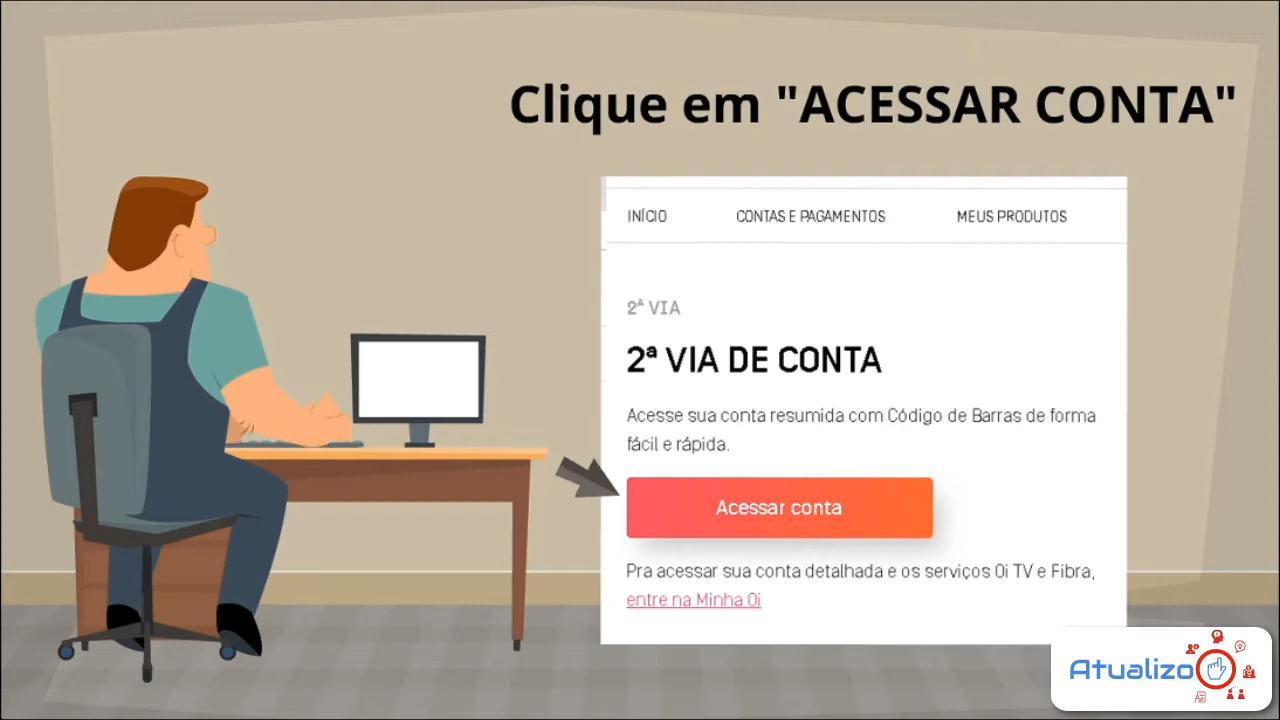 Clique em "ACESSAR CONTA"
INÍCIO CONTAS E PAGAMENTOS MEUS PRODUTOS
2ª VIA
2ª VIA DE CONTA
Acesse sua conta resumida com Código de Barras de forma
fácil e rápida.
Acessar conta
Pra acessar sua conta detalhada e os serviços Oi TV e Fibra,
entre na Minha Oi
Atualizo